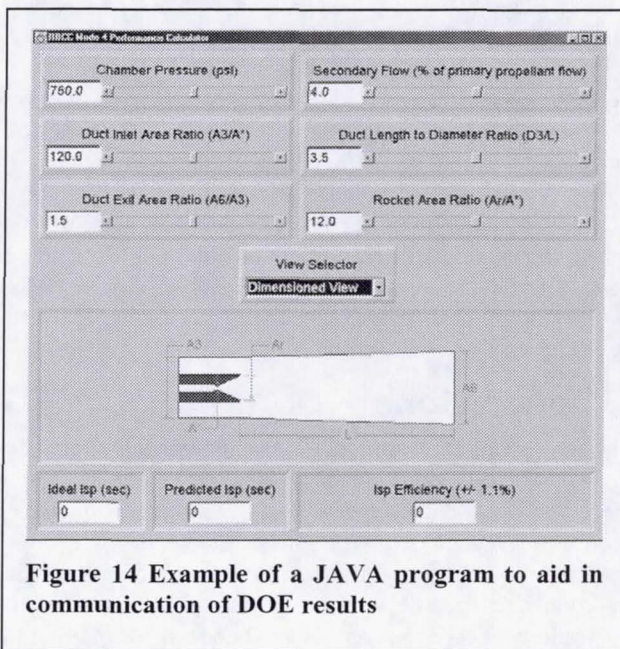 RBCC Mode 4 Performance Calculator
Chamber Pressure (psi)
Secondary Flow (% of primary propellant flow)
750.0
4.0
Duct Inlet Area Ratio (A3/A*)
Duct Length to Diameter Ratio (D3/L)
120.0
3.5
Duct Exit Area Ratio (A6/A3)
Rocket Area Ratio (Ar/A*)
1.5
12.0
View Selector
Dimensioned View
A3
Ar
A6
A*
L
Ideal Isp (sec)
Predicted Isp (sec)
Isp Efficiency (+/- 1.1%)
0
0
0
Figure 14 Example of a JAVA program to aid in
communication of DOE results